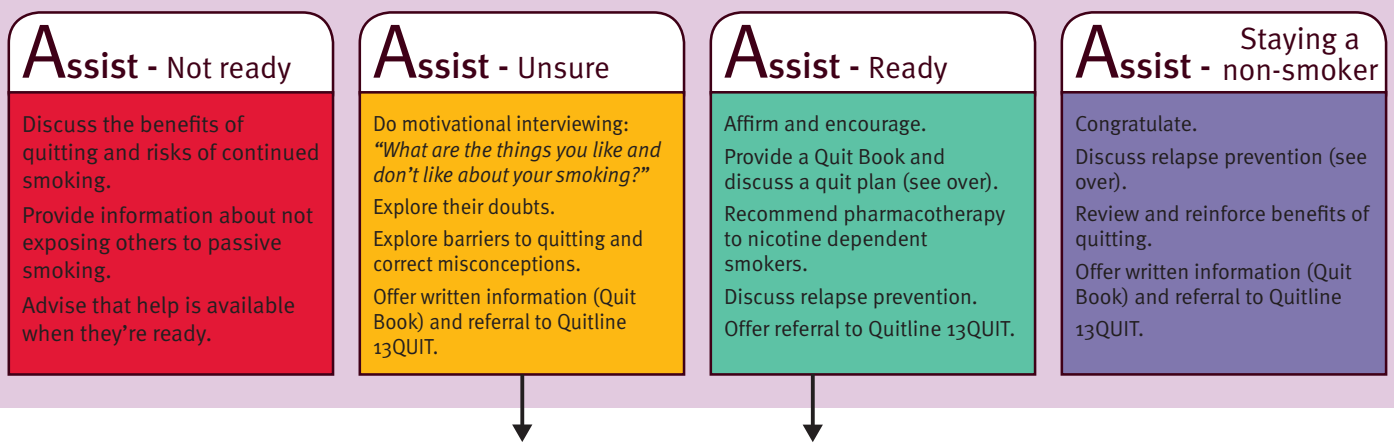 Assist - Not ready
Discuss the benefits of
quitting and risks of continued
smoking.
Provide information about not
exposing others to passive
smoking.
Advise that help is available
when they're ready.
Assist - Unsure
Do motivational interviewing:
“What are the things you like and
don't like about your smoking?”
Explore their doubts.
Explore barriers to quitting and
correct misconceptions.
Offer written information (Quit
Book) and referral to Quitline
13QUIT.
Assist - Ready
Affirm and encourage.
Provide a Quit Book and
discuss a quit plan (see over).
Recommend pharmacotherapy
to nicotine dependent
smokers.
Discuss relapse prevention.
Offer referral to Quitline 13QUIT.
Assist - Staying a
non-smoker
Congratulate.
Discuss relapse prevention (see
over).
Review and reinforce benefits of
quitting.
Offer written information (Quit
Book) and referral to Quitline
13QUIT.